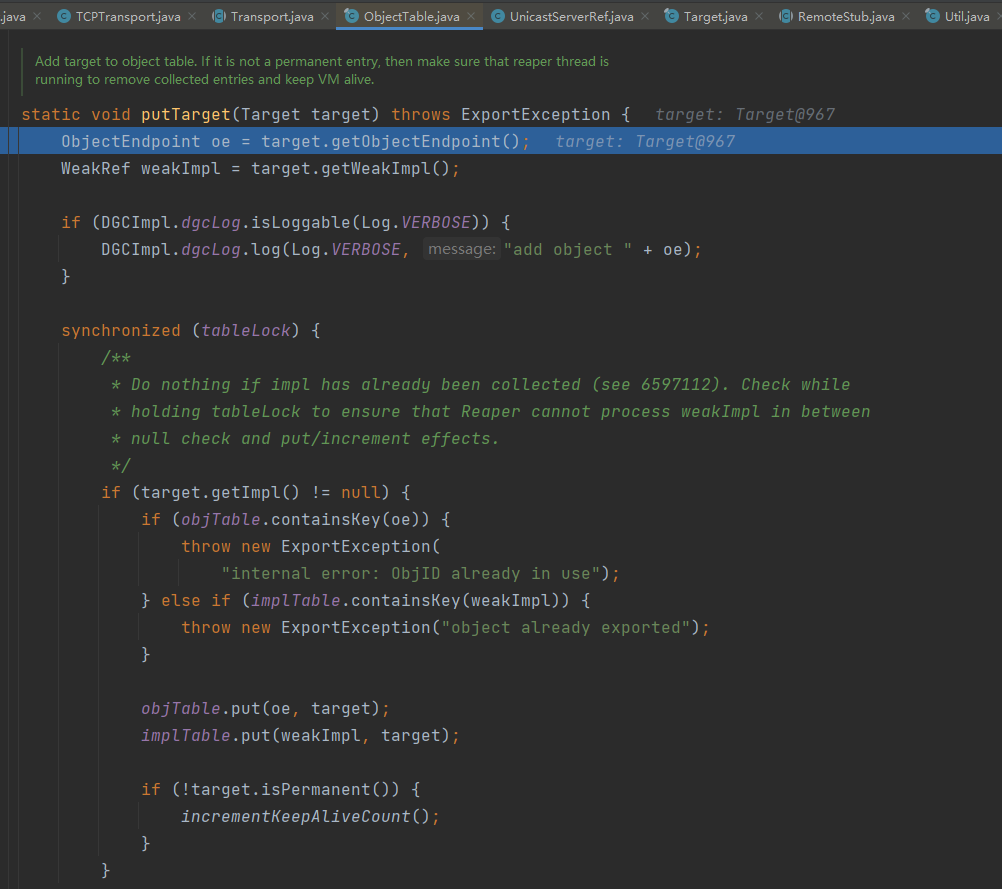 .java TCPTransport.java Transport.java ObjectTable.java UnicastServerRef.java Target.java RemoteStub.java Util.java
Add target to object table. If it is not a permanent entry, then make sure that reaper thread is
running to remove collected entries and keep VM alive.
static void putTarget(Target target) throws ExportException { target: Target@967
ObjectEndpoint oe = target.getObjectEndpoint(); target: Target@967
WeakRef weakImpl = target.getWeakImpl();
if (DGCImpl.dgcLog.isLoggable(Log.VERBOSE)) {
DGCImpl.dgcLog.log(Log.VERBOSE, message: "add object " + oe);
}
synchronized (tableLock) {
/**
* Do nothing if impl has already been collected (see 6597112). Check while
* holding tableLock to ensure that Reaper cannot process weakImpl in between
* null check and put/increment effects.
*/
if (target.getImpl() != null) {
if (objTable.containsKey(oe)) {
throw new ExportException(
"internal error: ObjID already in use");
} else if (implTable.containsKey(weakImpl)) {
throw new ExportException("object already exported");
}
objTable.put(oe, target);
implTable.put(weakImpl, target);
if (!target.isPermanent()) {
incrementKeepAliveCount();
}
}